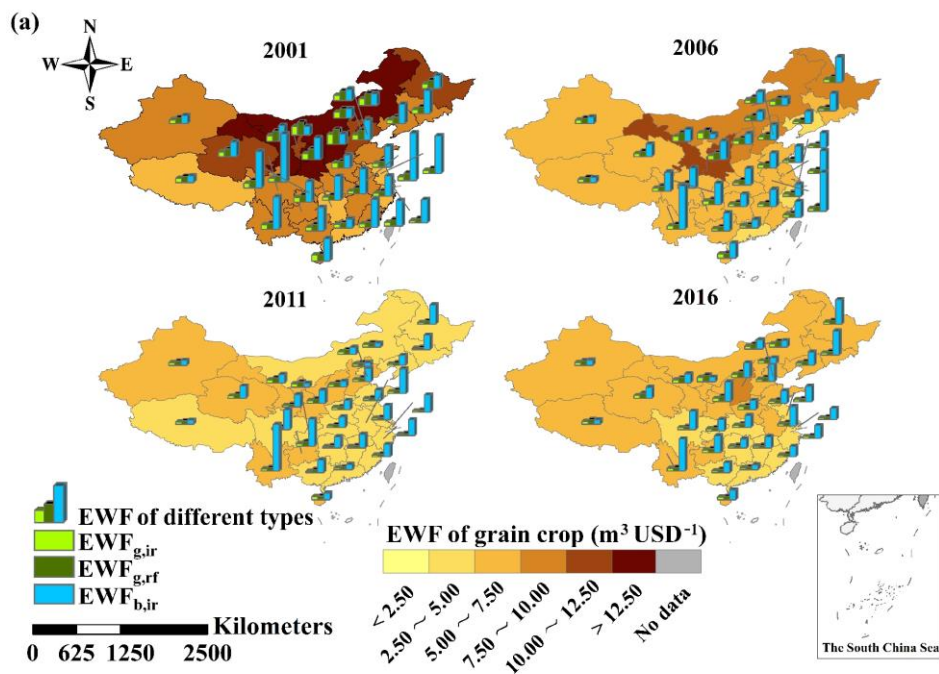 (a)
N
W E
S
2001
2006
2011
2016
EWF of different types
EWFg,ir
EWFg,rf
EWFb,ir
Kilometers
0 625 1250 2500
EWF of grain crop (m³ USD⁻¹)
< 2.50
2.50 ~ 5.00
5.00 ~ 7.50
7.50 ~ 10.00
10.00 ~ 12.50
> 12.50
No data
The South China Sea